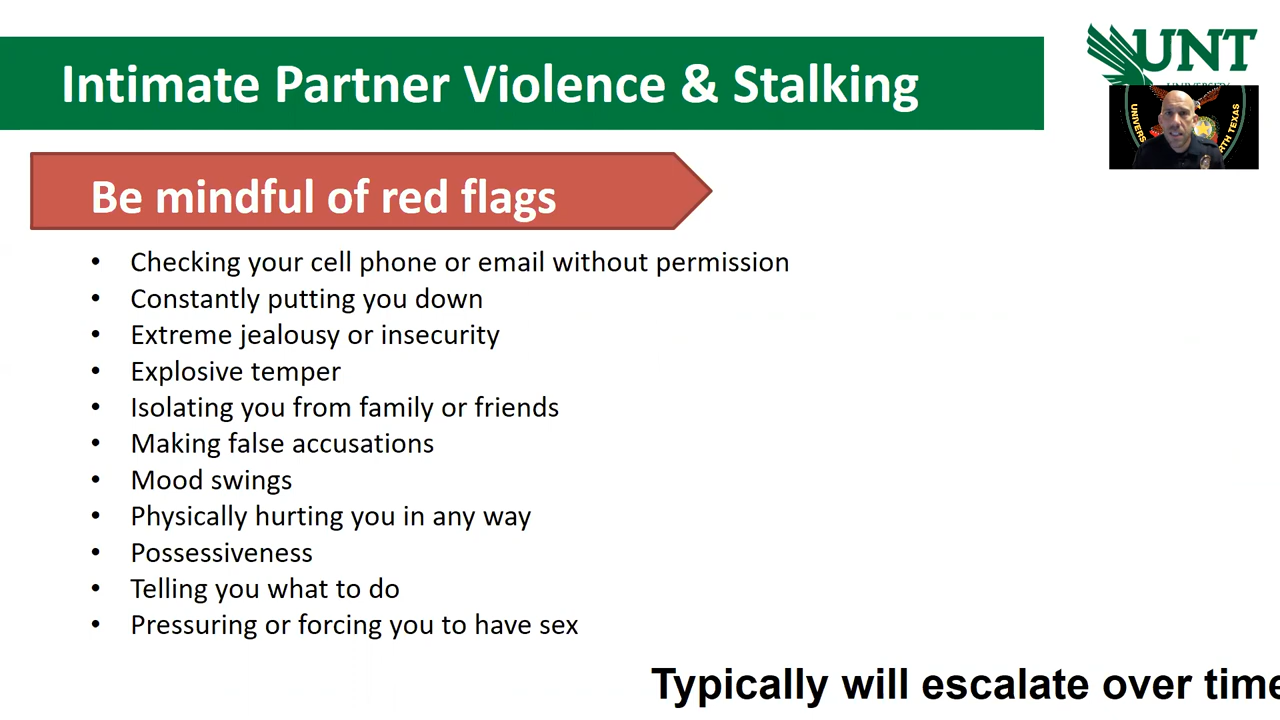 Intimate Partner Violence & Stalking
UNT
UNIVERSITY
UNIVERS
RTH TEXAS
Be mindful of red flags
• Checking your cell phone or email without permission
• Constantly putting you down
• Extreme jealousy or insecurity
• Explosive temper
• Isolating you from family or friends
• Making false accusations
• Mood swings
• Physically hurting you in any way
• Possessiveness
• Telling you what to do
• Pressuring or forcing you to have sex
Typically will escalate over time